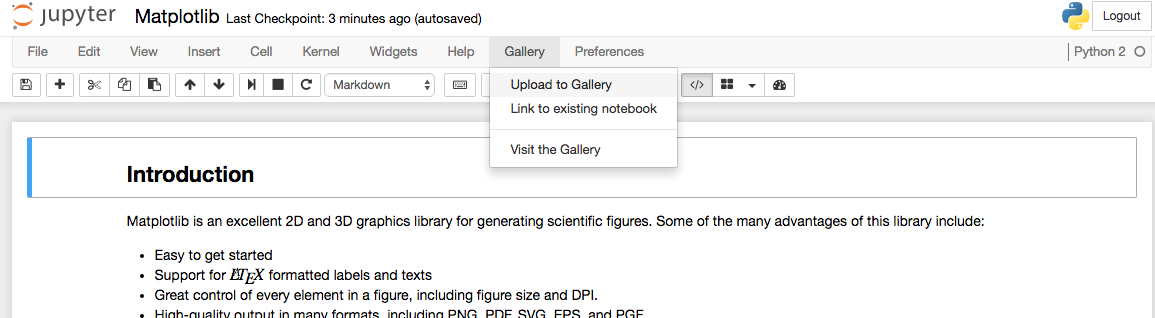 jupyter Matplotlib Last Checkpoint: 3 minutes ago (autosaved) Logout
File Edit View Insert Cell Kernel Widgets Help Gallery Preferences Python 2
Markdown </>
Upload to Gallery
Link to existing notebook
Visit the Gallery
Introduction
Matplotlib is an excellent 2D and 3D graphics library for generating scientific figures. Some of the many advantages of this library include:
• Easy to get started
• Support for LATEX formatted labels and texts
• Great control of every element in a figure, including figure size and DPI.
• High-quality output in many formats, including PNG, PDF, SVG, EPS, and PGF.